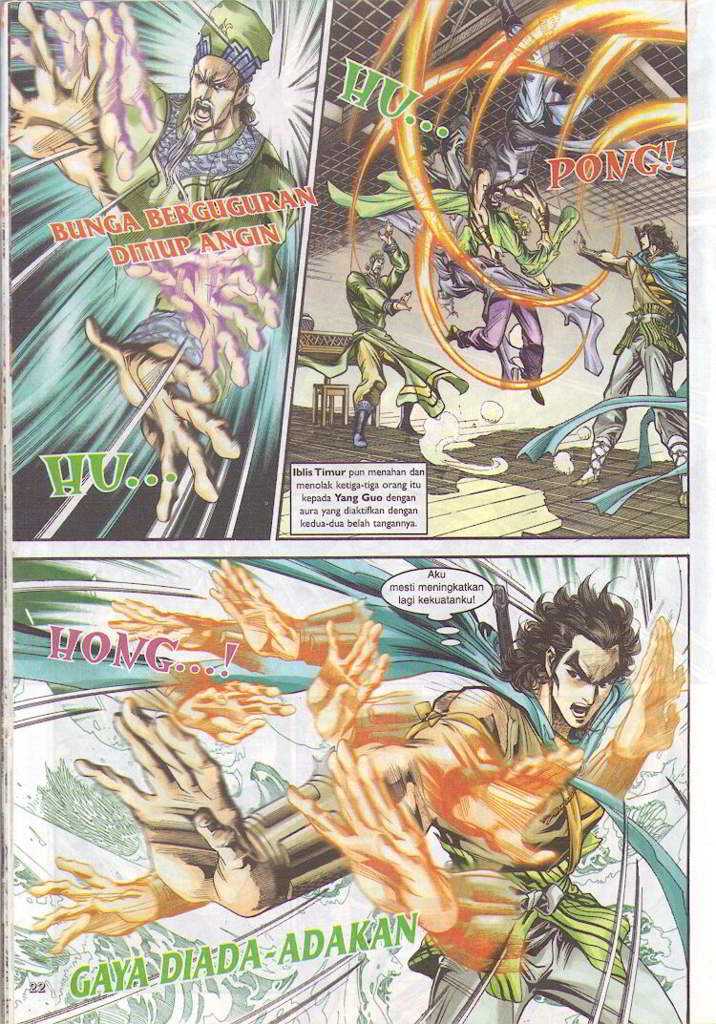 BUNGA BERGUGURAN
DITIUP ANGIN
HU...
HU...
PONG!
Iblis Timur pun menahan dan
menolak ketiga-tiga orang itu
kepada Yang Guo dengan
aura yang diaktifkan dengan
kedua-dua belah tangannya.
Aku
mesti meningkatkan
lagi kekuatanku!
HONG....!
GAYA DIADA-ADAKAN
22